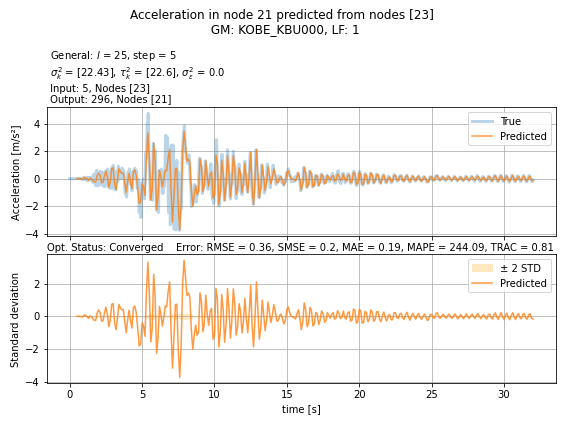 Acceleration in node 21 predicted from nodes [23]
GM: KOBE_KBU000, LF: 1
General: l = 25, step = 5
σ²ₖ = [22.43], τ²ₖ = [22.6], σ²ε = 0.0
Input: 5, Nodes [23]
Output: 296, Nodes [21]
Acceleration [m/s²]
4
2
0
−2
−4
True
Predicted
Opt. Status: Converged    Error: RMSE = 0.36, SMSE = 0.2, MAE = 0.19, MAPE = 244.09, TRAC = 0.81
Standard deviation
2
0
−2
−4
± 2 STD
Predicted
0 5 10 15 20 25 30
time [s]